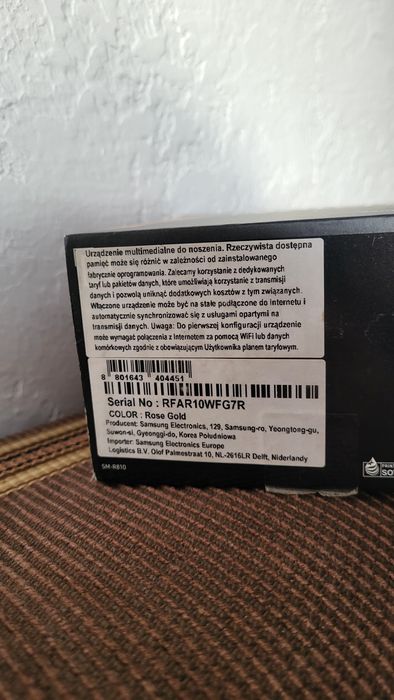 Urządzenie multimedialne do noszenia. Rzeczywista dostępna
pamięć może się różnić w zależności od zainstalowanego
fabrycznie oprogramowania. Zalecamy korzystanie z dedykowanych
taryf lub pakietów danych, które umożliwiają korzystanie z transmisji
danych i pozwolą uniknąć dodatkowych kosztów z tym związanych.
Włączone urządzenie może być na stałe podłączone do internetu i
automatycznie synchronizować się z usługami opartymi na
transmisji danych. Uwaga: Do pierwszej konfiguracji urządzenie
może wymagać połączenia z Internetem za pomocą WiFi lub danych
komórkowych zgodnie z obowiązującym Użytkownika planem taryfowym.
8 801643 404451
Serial No : RFAR10WFG7R
COLOR : Rose Gold
Producent: Samsung Electronics, 129, Samsung-ro, Yeongtong-gu,
Suwon-si, Gyeonggi-do, Korea Południowa
Importer: Samsung Electronics Europe
Logistics B.V. Olof Palmestraat 10, NL-2616LR Delft, Niderlandy
SM-R810